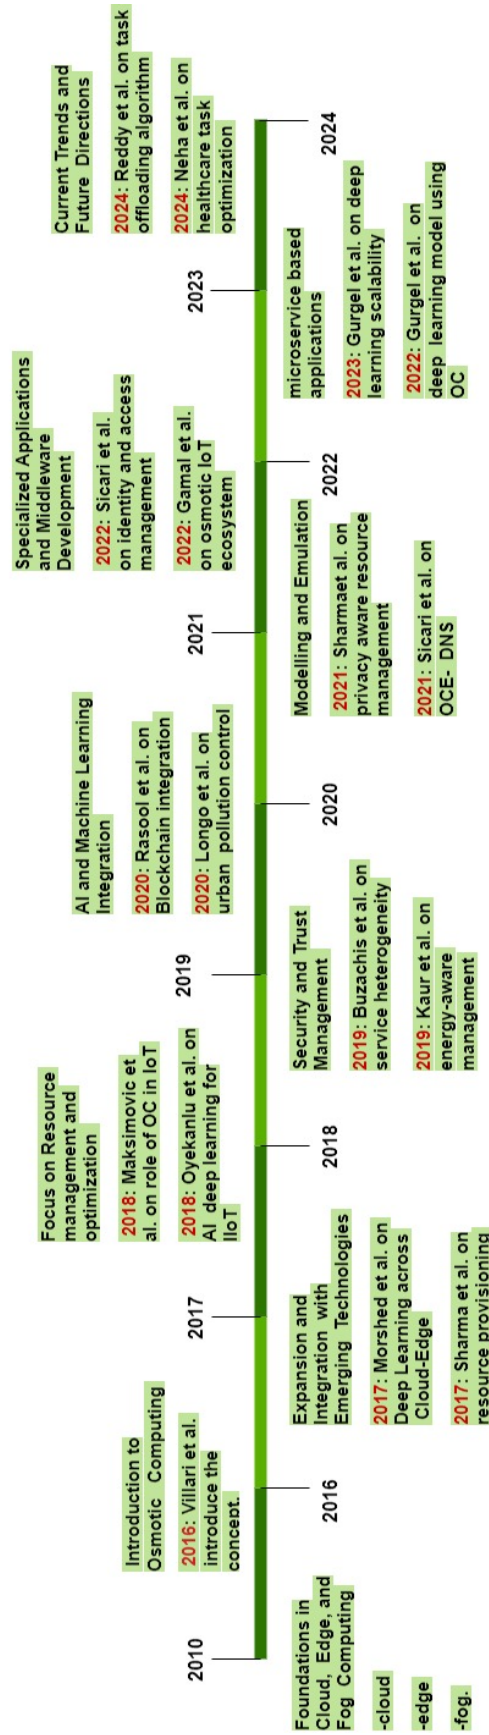 Foundations in
Cloud, Edge, and
Fog Computing
-cloud
-edge
-fog.
2010
Introduction to
Osmotic Computing
2016: Villari et al.
introduce the
concept.
2016
Expansion and
Integration with
Emerging Technologies
2017: Morshed et al. on
Deep Learning across
Cloud-Edge
2017: Sharma et al. on
resource provisioning
2017
Focus on Resource
management and
optimization
2018: Maksimovic et
al. on role of OC in IoT
2018: Oyekanlu et al. on
AI deep learning for
IIoT
2018
Security and Trust
Management
2019: Buzachis et al. on
service heterogeneity
2019: Kaur et al. on
energy-aware
management
2019
AI and Machine Learning
Integration
2020: Rasool et al. on
Blockchain integration
2020: Longo et al. on
urban pollution control
2020
Modelling and Emulation
2021: Sharmaet al. on
privacy aware resource
management
2021: Sicari et al. on
OCE- DNS
2021
Specialized Applications
and Middleware
Development
2022: Sicari et al.
on identity and access
management
2022: Gamal et al.
on osmotic IoT
ecosystem
2022
microservice based
applications
2023: Gurgel et al. on deep
learning scalability
2022: Gurgel et al. on
deep learning model using
OC
2023
Current Trends and
Future Directions
2024: Reddy et al. on task
offloading algorithm
2024: Neha et al. on
healthcare task
optimization
2024